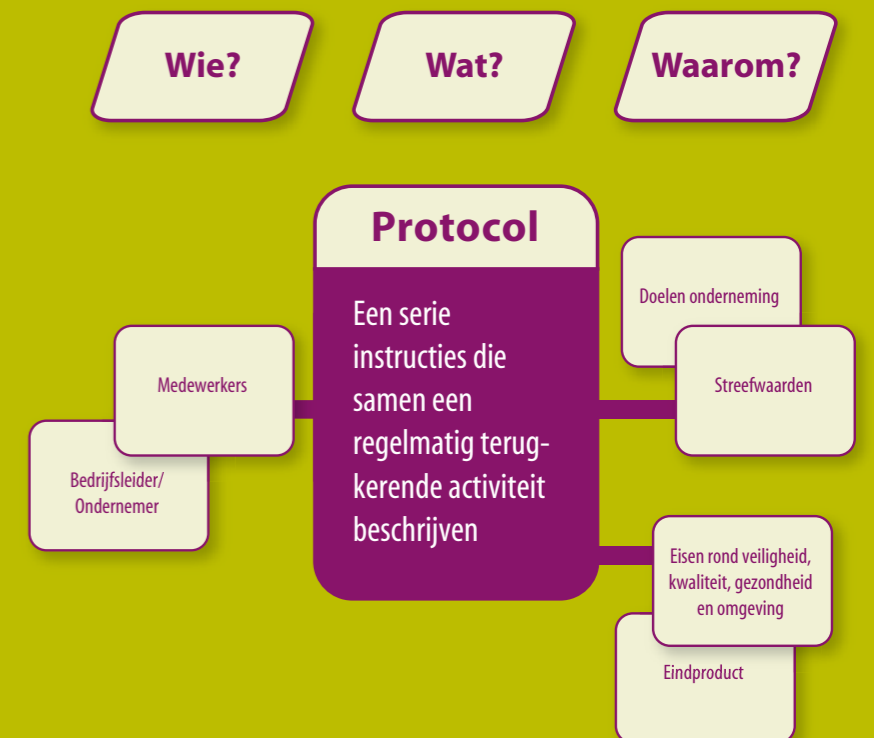 Wie?
Wat?
Waarom?
Protocol
Een serie
instructies die
samen een
regelmatig terug-
kerende activiteit
beschrijven
Medewerkers
Bedrijfsleider/
Ondernemer
Doelen onderneming
Streefwaarden
Eisen rond veiligheid,
kwaliteit, gezondheid
en omgeving
Eindproduct